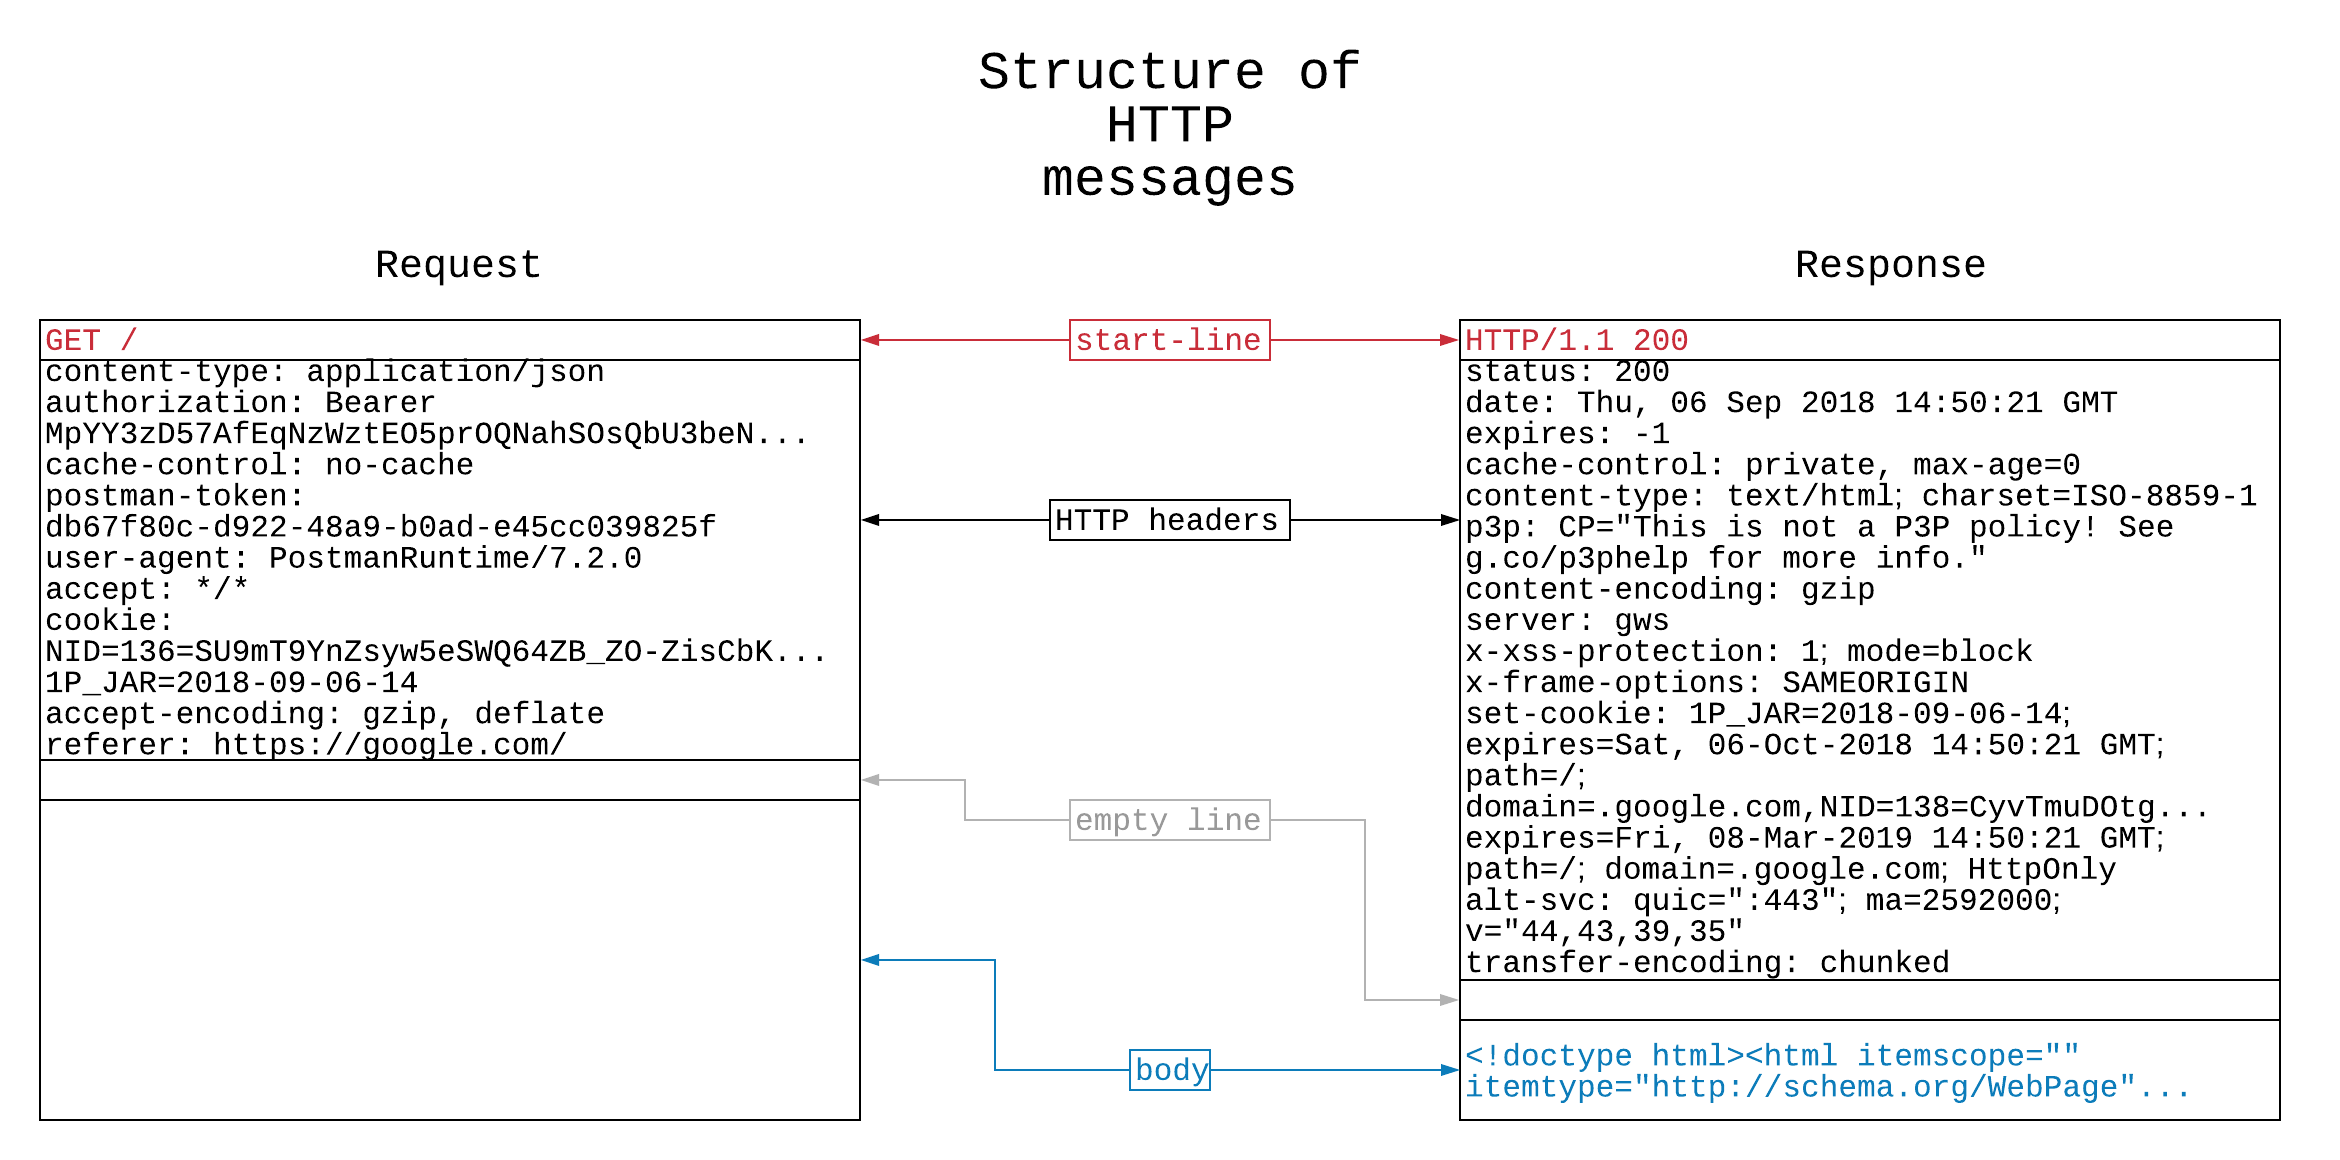 Structure of
HTTP
messages
Request
Response
GET /
content-type: application/json
authorization: Bearer
MpYY3zD57AfEqNzWztEO5prOQNahSOsQbU3beN...
cache-control: no-cache
postman-token:
db67f80c-d922-48a9-b0ad-e45cc039825f
user-agent: PostmanRuntime/7.2.0
accept: */*
cookie:
NID=136=SU9mT9YnZsyw5eSWQ64ZB_ZO-ZisCbK...
1P_JAR=2018-09-06-14
accept-encoding: gzip, deflate
referer: https://google.com/
start-line
HTTP headers
empty line
body
HTTP/1.1 200
status: 200
date: Thu, 06 Sep 2018 14:50:21 GMT
expires: -1
cache-control: private, max-age=0
content-type: text/html; charset=ISO-8859-1
p3p: CP="This is not a P3P policy! See
g.co/p3phelp for more info."
content-encoding: gzip
server: gws
x-xss-protection: 1; mode=block
x-frame-options: SAMEORIGIN
set-cookie: 1P_JAR=2018-09-06-14;
expires=Sat, 06-Oct-2018 14:50:21 GMT;
path=/;
domain=.google.com,NID=138=CyvTmuDOtg...
expires=Fri, 08-Mar-2019 14:50:21 GMT;
path=/; domain=.google.com; HttpOnly
alt-svc: quic=":443"; ma=2592000;
v="44,43,39,35"
transfer-encoding: chunked
<!doctype html><html itemscope=""
itemtype="http://schema.org/WebPage"...